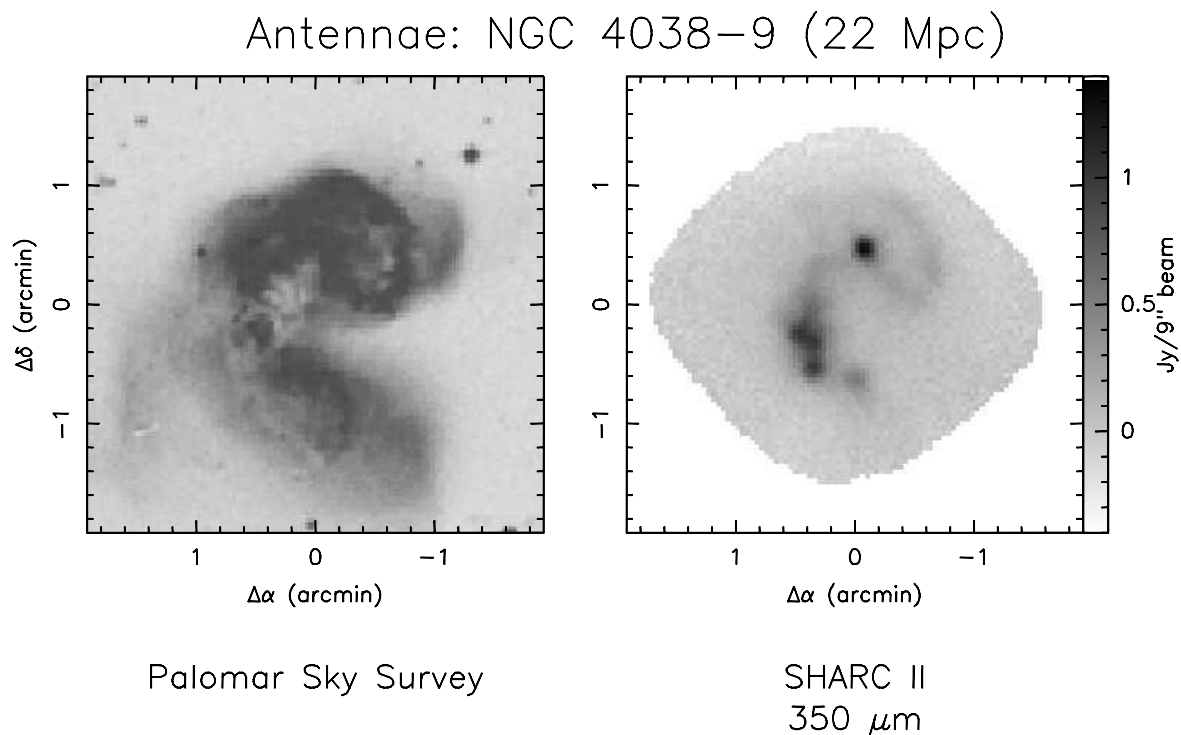 Antennae: NGC 4038-9 (22 Mpc)
1
0
-1
Δδ (arcmin)
1
0
-1
Δα (arcmin)
Palomar Sky Survey
1
0
-1
1
0
-1
Δα (arcmin)
1
0.5
0
Jy/9" beam
SHARC II
350 μm